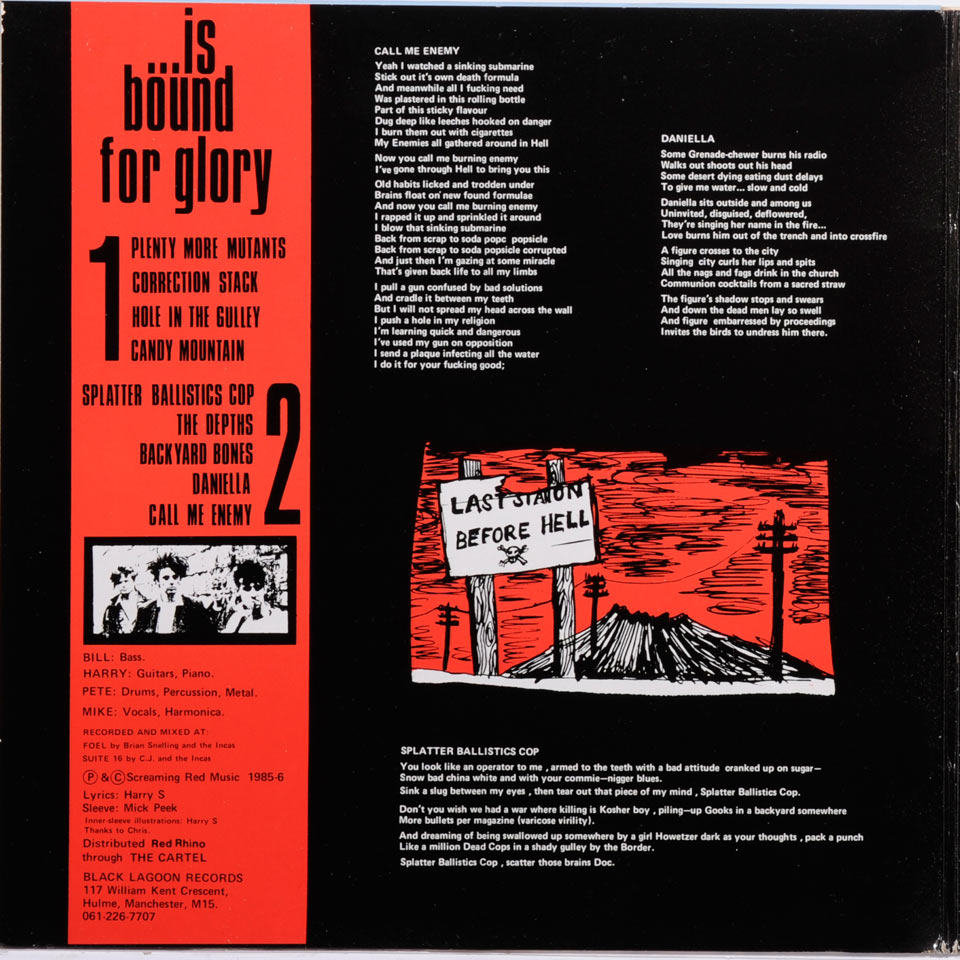 ...is
böund
for glory
1
PLENTY MORE MUTANTS
CORRECTION STACK
HOLE IN THE GULLEY
CANDY MOUNTAIN
SPLATTER BALLISTICS COP
THE DEPTHS
BACKYARD BONES
DANIELLA
CALL ME ENEMY
2
BILL: Bass.
HARRY: Guitars, Piano.
PETE: Drums, Percussion, Metal.
MIKE: Vocals, Harmonica.
RECORDED AND MIXED AT:
FOEL by Brian Snelling and the Incas
SUITE 16 by C.J. and the Incas
Ⓟ & Ⓒ Screaming Red Music 1985-6
Lyrics: Harry S
Sleeve: Mick Peek
Inner-sleeve illustrations: Harry S
Thanks to Chris.
Distributed Red Rhino
through THE CARTEL
BLACK LAGOON RECORDS
117 William Kent Crescent,
Hulme, Manchester, M15.
061-226-7707
CALL ME ENEMY
Yeah I watched a sinking submarine
Stick out it's own death formula
And meanwhile all I fucking need
Was plastered in this rolling bottle
Part of this sticky flavour
Dug deep like leeches hooked on danger
I burn them out with cigarettes
My Enemies all gathered around in Hell
Now you call me burning enemy
I've gone through Hell to bring you this
Old habits licked and trodden under
Brains float on new found formulae
And now you call me burning enemy
I rapped it up and sprinkled it around
I blow that sinking submarine
Back from scrap to soda popc popsicle
Back from scrap to soda popsicle corrupted
And just then I'm gazing at some miracle
That's given back life to all my limbs
I pull a gun confused by bad solutions
And cradle it between my teeth
But I will not spread my head across the wall
I push a hole in my religion
I'm learning quick and dangerous
I've used my gun on opposition
I send a plaque infecting all the water
I do it for your fucking good;
DANIELLA
Some Grenade-chewer burns his radio
Walks out shoots out his head
Some desert dying eating dust delays
To give me water... slow and cold
Daniella sits outside and among us
Uninvited, disguised, deflowered,
They're singing her name in the fire...
Love burns him out of the trench and into crossfire
A figure crosses to the city
Singing city curls her lips and spits
All the nags and fags drink in the church
Communion cocktails from a sacred straw
The figure's shadow stops and swears
And down the dead men lay so swell
And figure embarressed by proceedings
Invites the birds to undress him there.
LAST STATION
BEFORE HELL
SPLATTER BALLISTICS COP
You look like an operator to me , armed to the teeth with a bad attitude cranked up on sugar—
Snow bad china white and with your commie—nigger blues.
Sink a slug between my eyes , then tear out that piece of my mind , Splatter Ballistics Cop.
Don't you wish we had a war where killing is Kosher boy , piling—up Gooks in a backyard somewhere
More bullets per magazine (varicose virility).
And dreaming of being swallowed up somewhere by a girl Howetzer dark as your thoughts , pack a punch
Like a million Dead Cops in a shady gulley by the Border.
Splatter Ballistics Cop , scatter those brains Doc.